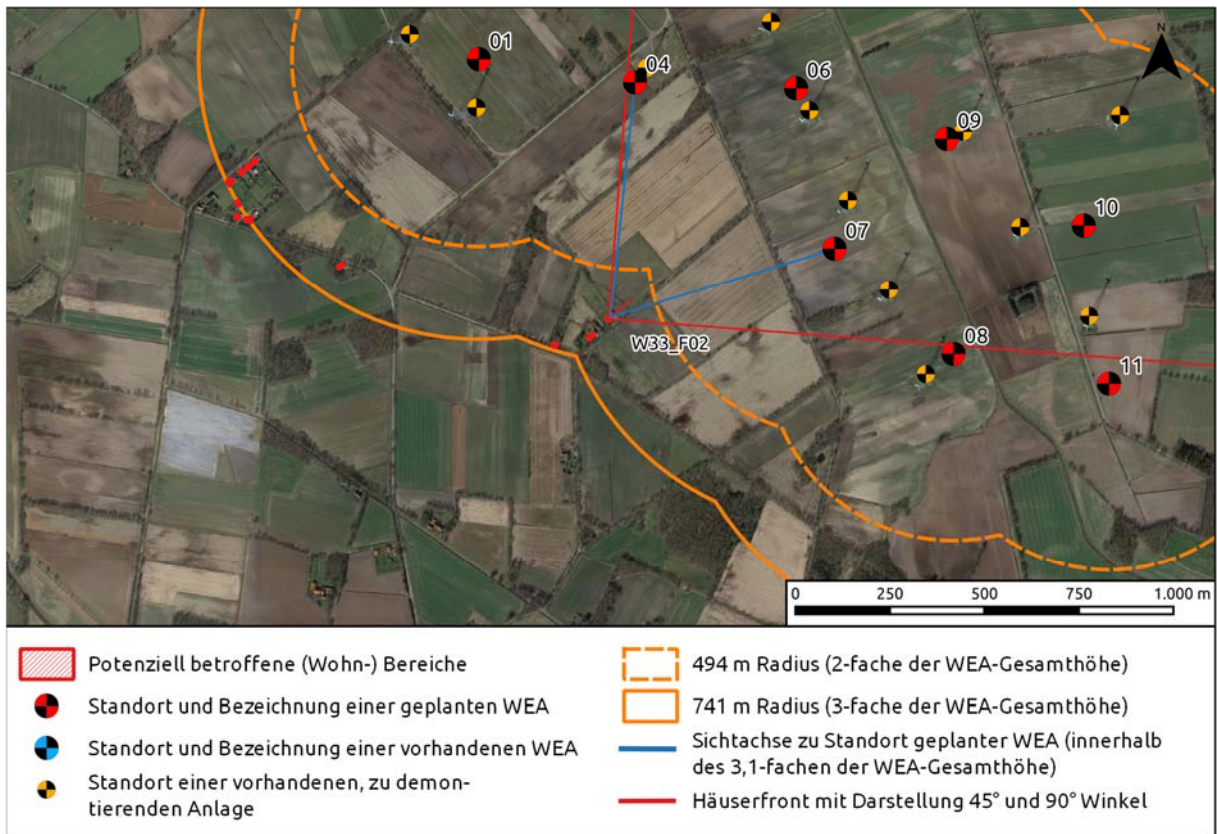 01
04
06
N
09
10
07
W33_F02
08
11
0 250 500 750 1.000 m
Potenziell betroffene (Wohn-) Bereiche
Standort und Bezeichnung einer geplanten WEA
Standort und Bezeichnung einer vorhandenen WEA
Standort einer vorhandenen, zu demon-
tierenden Anlage
494 m Radius (2-fache der WEA-Gesamthöhe)
741 m Radius (3-fache der WEA-Gesamthöhe)
Sichtachse zu Standort geplanter WEA (innerhalb
des 3,1-fachen der WEA-Gesamthöhe)
Häuserfront mit Darstellung 45° und 90° Winkel